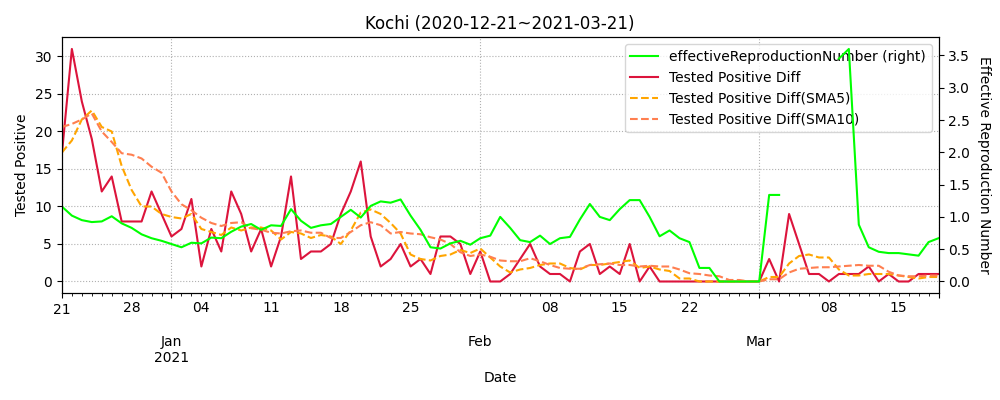 Kochi (2020-12-21~2021-03-21)
effectiveReproductionNumber (right)
Tested Positive Diff
Tested Positive Diff(SMA5)
Tested Positive Diff(SMA10)
Tested Positive
30
25
20
15
10
5
0
Effective Reproduction Number
3.5
3.0
2.5
2.0
1.5
1.0
0.5
0.0
21 28 04 11 18 25 08 15 22 08 15
Jan Feb Mar
2021
Date